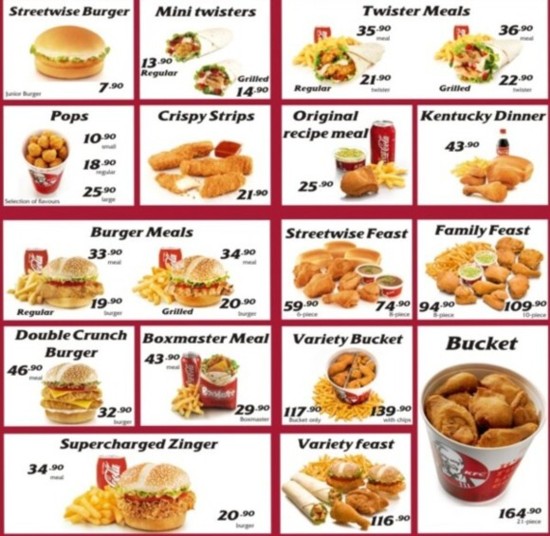 Streetwise Burger
Junior Burger
7.90
Mini twisters
13.90
Regular
Grilled
14.90
Twister Meals
35.90
meal
36.90
meal
21.90
twister
22.90
twister
Regular
Grilled
Pops
10.90
small
18.90
regular
25.90
large
Selection of flavours
Crispy Strips
21.90
Original
recipe meal
25.90
Kentucky Dinner
43.90
Burger Meals
33.90
meal
34.90
meal
19.90
burger
20.90
burger
Regular
Grilled
Streetwise Feast
59.90
6-piece
74.90
8-piece
Family Feast
94.90
8-piece
109.90
10-piece
Double Crunch
Burger
46.90
meal
32.90
burger
Boxmaster Meal
43.90
meal
29.90
Boxmaster
Variety Bucket
117.90
Bucket only
139.90
with chips
Bucket
KFC
164.90
21-piece
Supercharged Zinger
34.90
meal
20.90
burger
Variety feast
116.90